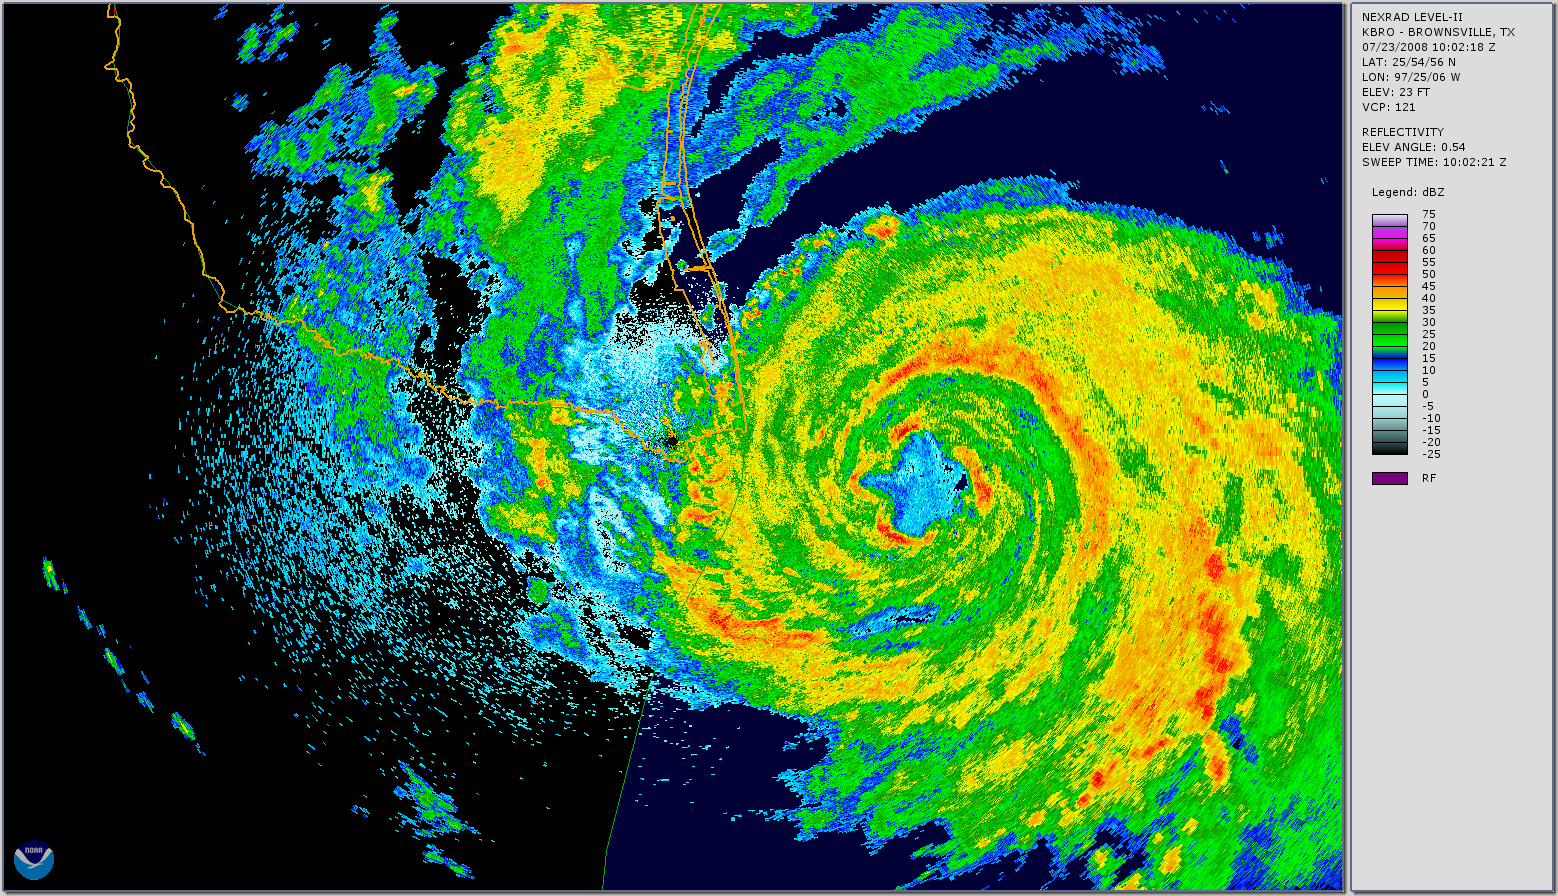 NEXRAD LEVEL-II
KBRO - BROWNSVILLE, TX
07/23/2008 10:02:18 Z
LAT: 25/54/56 N
LON: 97/25/06 W
ELEV: 23 FT
VCP: 121
REFLECTIVITY
ELEV ANGLE: 0.54
SWEEP TIME: 10:02:21 Z
Legend: dBZ
75
70
65
60
55
50
45
40
35
30
25
20
15
10
5
0
-5
-10
-15
-20
-25
RF
NOAA